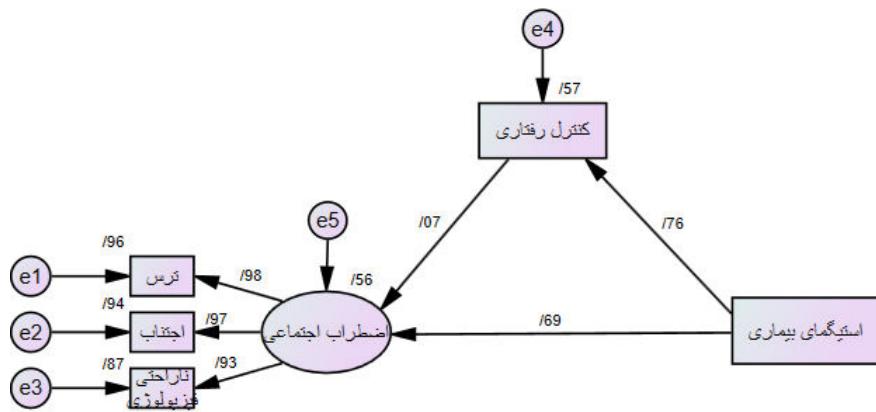 e4
/57
کنترل رفتاری
/07
/76
e5
/96
e1
ترس
/98
/56
/94
e2
اجتناب
/97
اضطراب اجتماعی
/69
استیگمای بیماری
/87
e3
ناراحتی
فیزیولوژی
/93